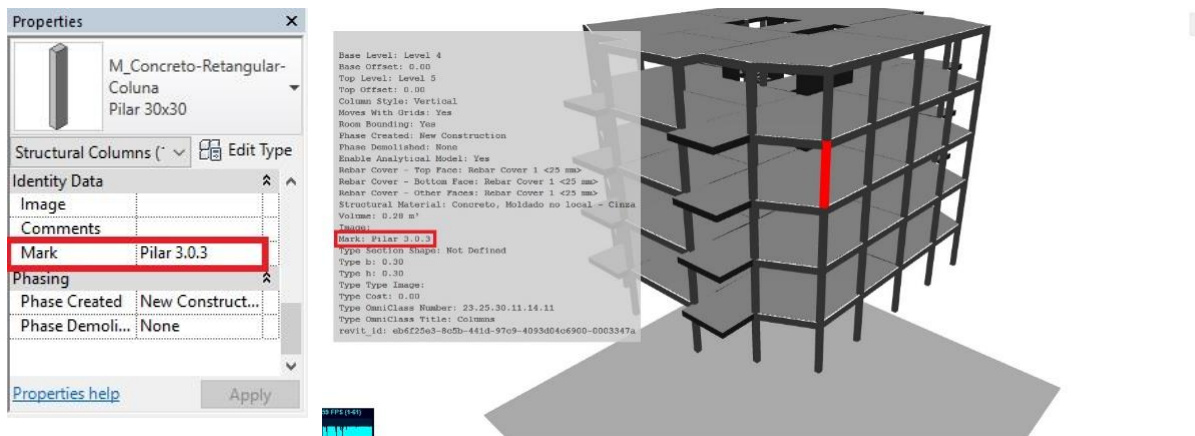 Properties
M_Concreto-Retangular-
Coluna
Pilar 30x30
Structural Columns (
Edit Type
Identity Data
Image
Comments
Mark Pilar 3.0.3
Phasing
Phase Created New Construct...
Phase Demoli... None
Properties help
Apply
Base Level: Level 4
Base Offset: 0.00
Top Level: Level 5
Top Offset: 0.00
Column Style: Vertical
Moves With Grids: Yes
Room Bounding: Yes
Phase Created: New Construction
Phase Demolished: None
Enable Analytical Model: Yes
Rebar Cover - Top Face: Rebar Cover 1 <25 mm>
Rebar Cover - Bottom Face: Rebar Cover 1 <25 mm>
Rebar Cover - Other Faces: Rebar Cover 1 <25 mm>
Structural Material: Concreto, Moldado no local - Cinza
Volume: 0.28 m³
Image:
Mark: Pilar 3.0.3
Type Section Shape: Not Defined
Type b: 0.30
Type h: 0.30
Type Type Image:
Type Cost: 0.00
Type OmniClass Number: 23.25.30.11.14.11
Type OmniClass Title: Columns
revit_id: eb6f25e3-8c5b-441d-97c9-4093d04c6900-0003347a
FPS (1-61)